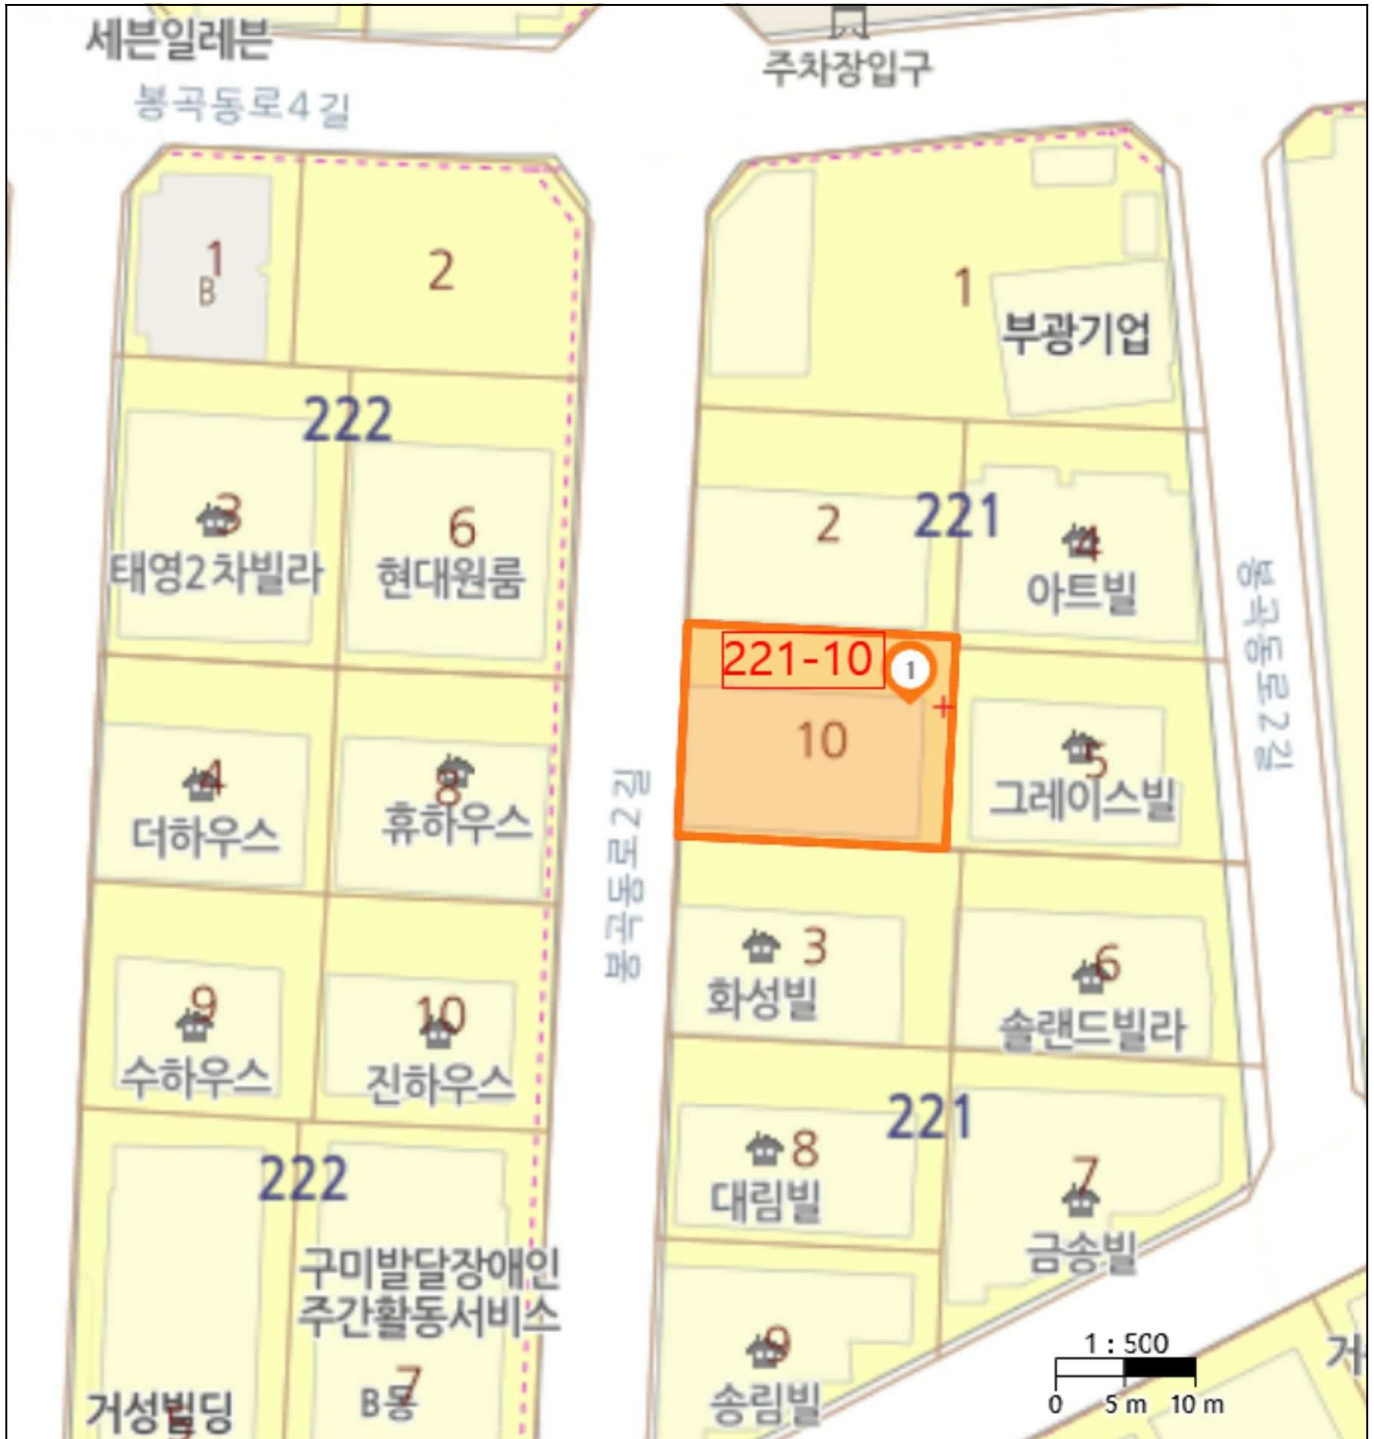 세븐일레븐
주차장입구
봉곡동로4길
1
B
2
1
부광기업
222
3
태영2차빌라
6
현대원룸
2
221
4
아트빌
봉곡동로2길
221-10
1
10
5
그레이스빌
4
더하우스
8
휴하우스
봉곡동로2길
3
화성빌
6
솔랜드빌라
9
수하우스
10
진하우스
221
8
대림빌
7
금송빌
222
구미발달장애인
주간활동서비스
7
B동
거성빌딩
5
9
송림빌
1 : 500
0 5 m 10 m